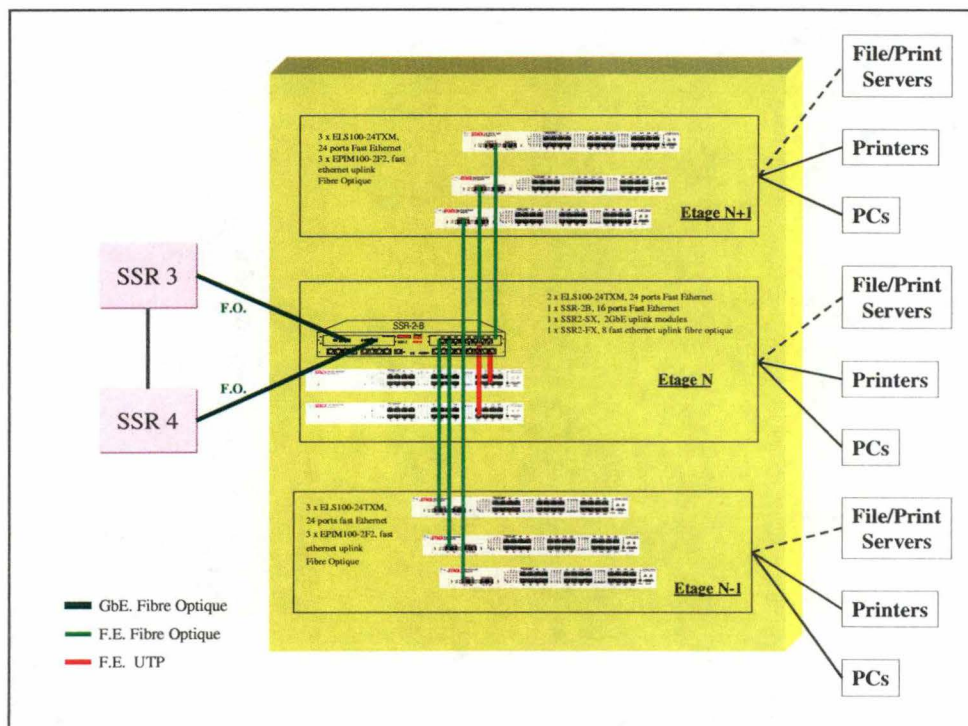 File/Print
Servers
Printers
PCs
3 x ELS100-24TXM,
24 ports Fast Ethernet
3 x EPIM100-2F2, fast
ethernet uplink
Fibre Optique
Etage N+1
SSR 3
F.O.
SSR 4
F.O.
2 x ELS100-24TXM, 24 ports Fast Ethernet
1 x SSR-2B, 16 ports Fast Ethernet
1 x SSR2-SX, 2GbE uplink modules
1 x SSR2-FX, 8 fast ethernet uplink fibre optique
SSR-2-B
Etage N
File/Print
Servers
Printers
PCs
3 x ELS100-24TXM,
24 ports fast Ethernet
3 x EPIM100-2F2, fast
ethernet uplink
Fibre Optique
Etage N-1
File/Print
Servers
Printers
PCs
GbE. Fibre Optique
F.E. Fibre Optique
F.E. UTP